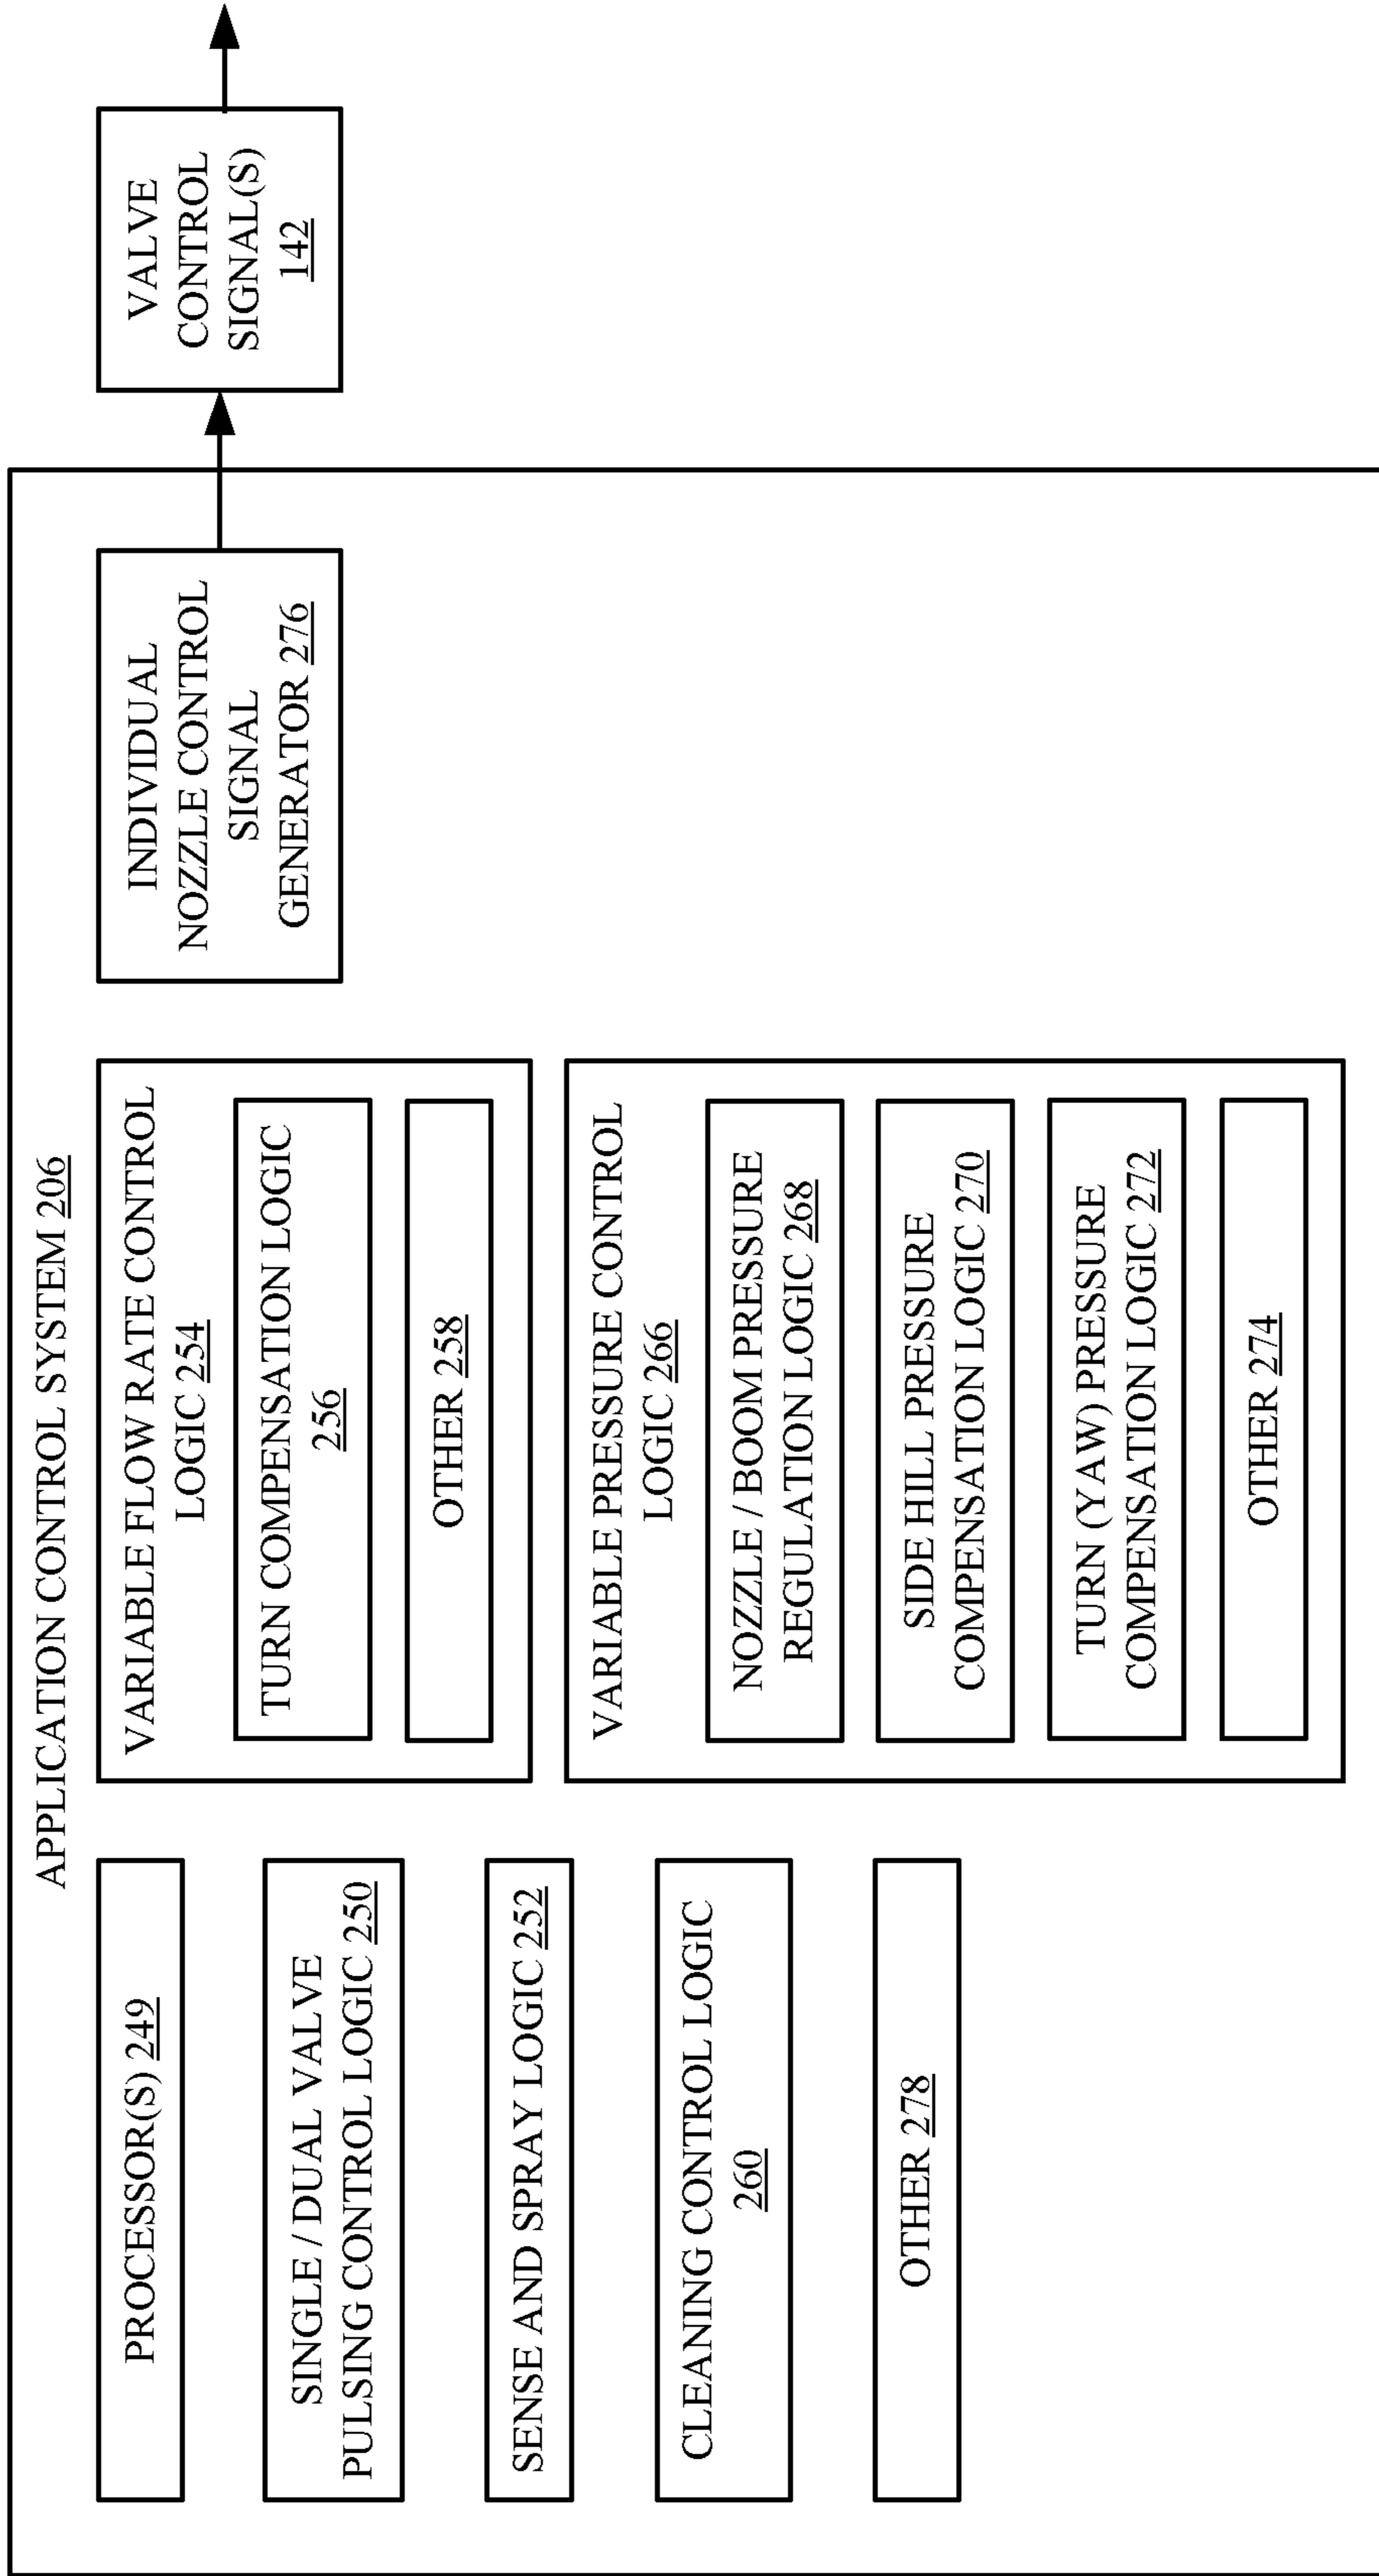 APPLICATION CONTROL SYSTEM 206
PROCESSOR(S) 249
SINGLE / DUAL VALVE
PULSING CONTROL LOGIC 250
SENSE AND SPRAY LOGIC 252
CLEANING CONTROL LOGIC
260
OTHER 278
VARIABLE FLOW RATE CONTROL
LOGIC 254
TURN COMPENSATION LOGIC
256
OTHER 258
VARIABLE PRESSURE CONTROL
LOGIC 266
NOZZLE / BOOM PRESSURE
REGULATION LOGIC 268
SIDE HILL PRESSURE
COMPENSATION LOGIC 270
TURN (YAW) PRESSURE
COMPENSATION LOGIC 272
OTHER 274
INDIVIDUAL
NOZZLE CONTROL
SIGNAL
GENERATOR 276
VALVE
CONTROL
SIGNAL(S)
142